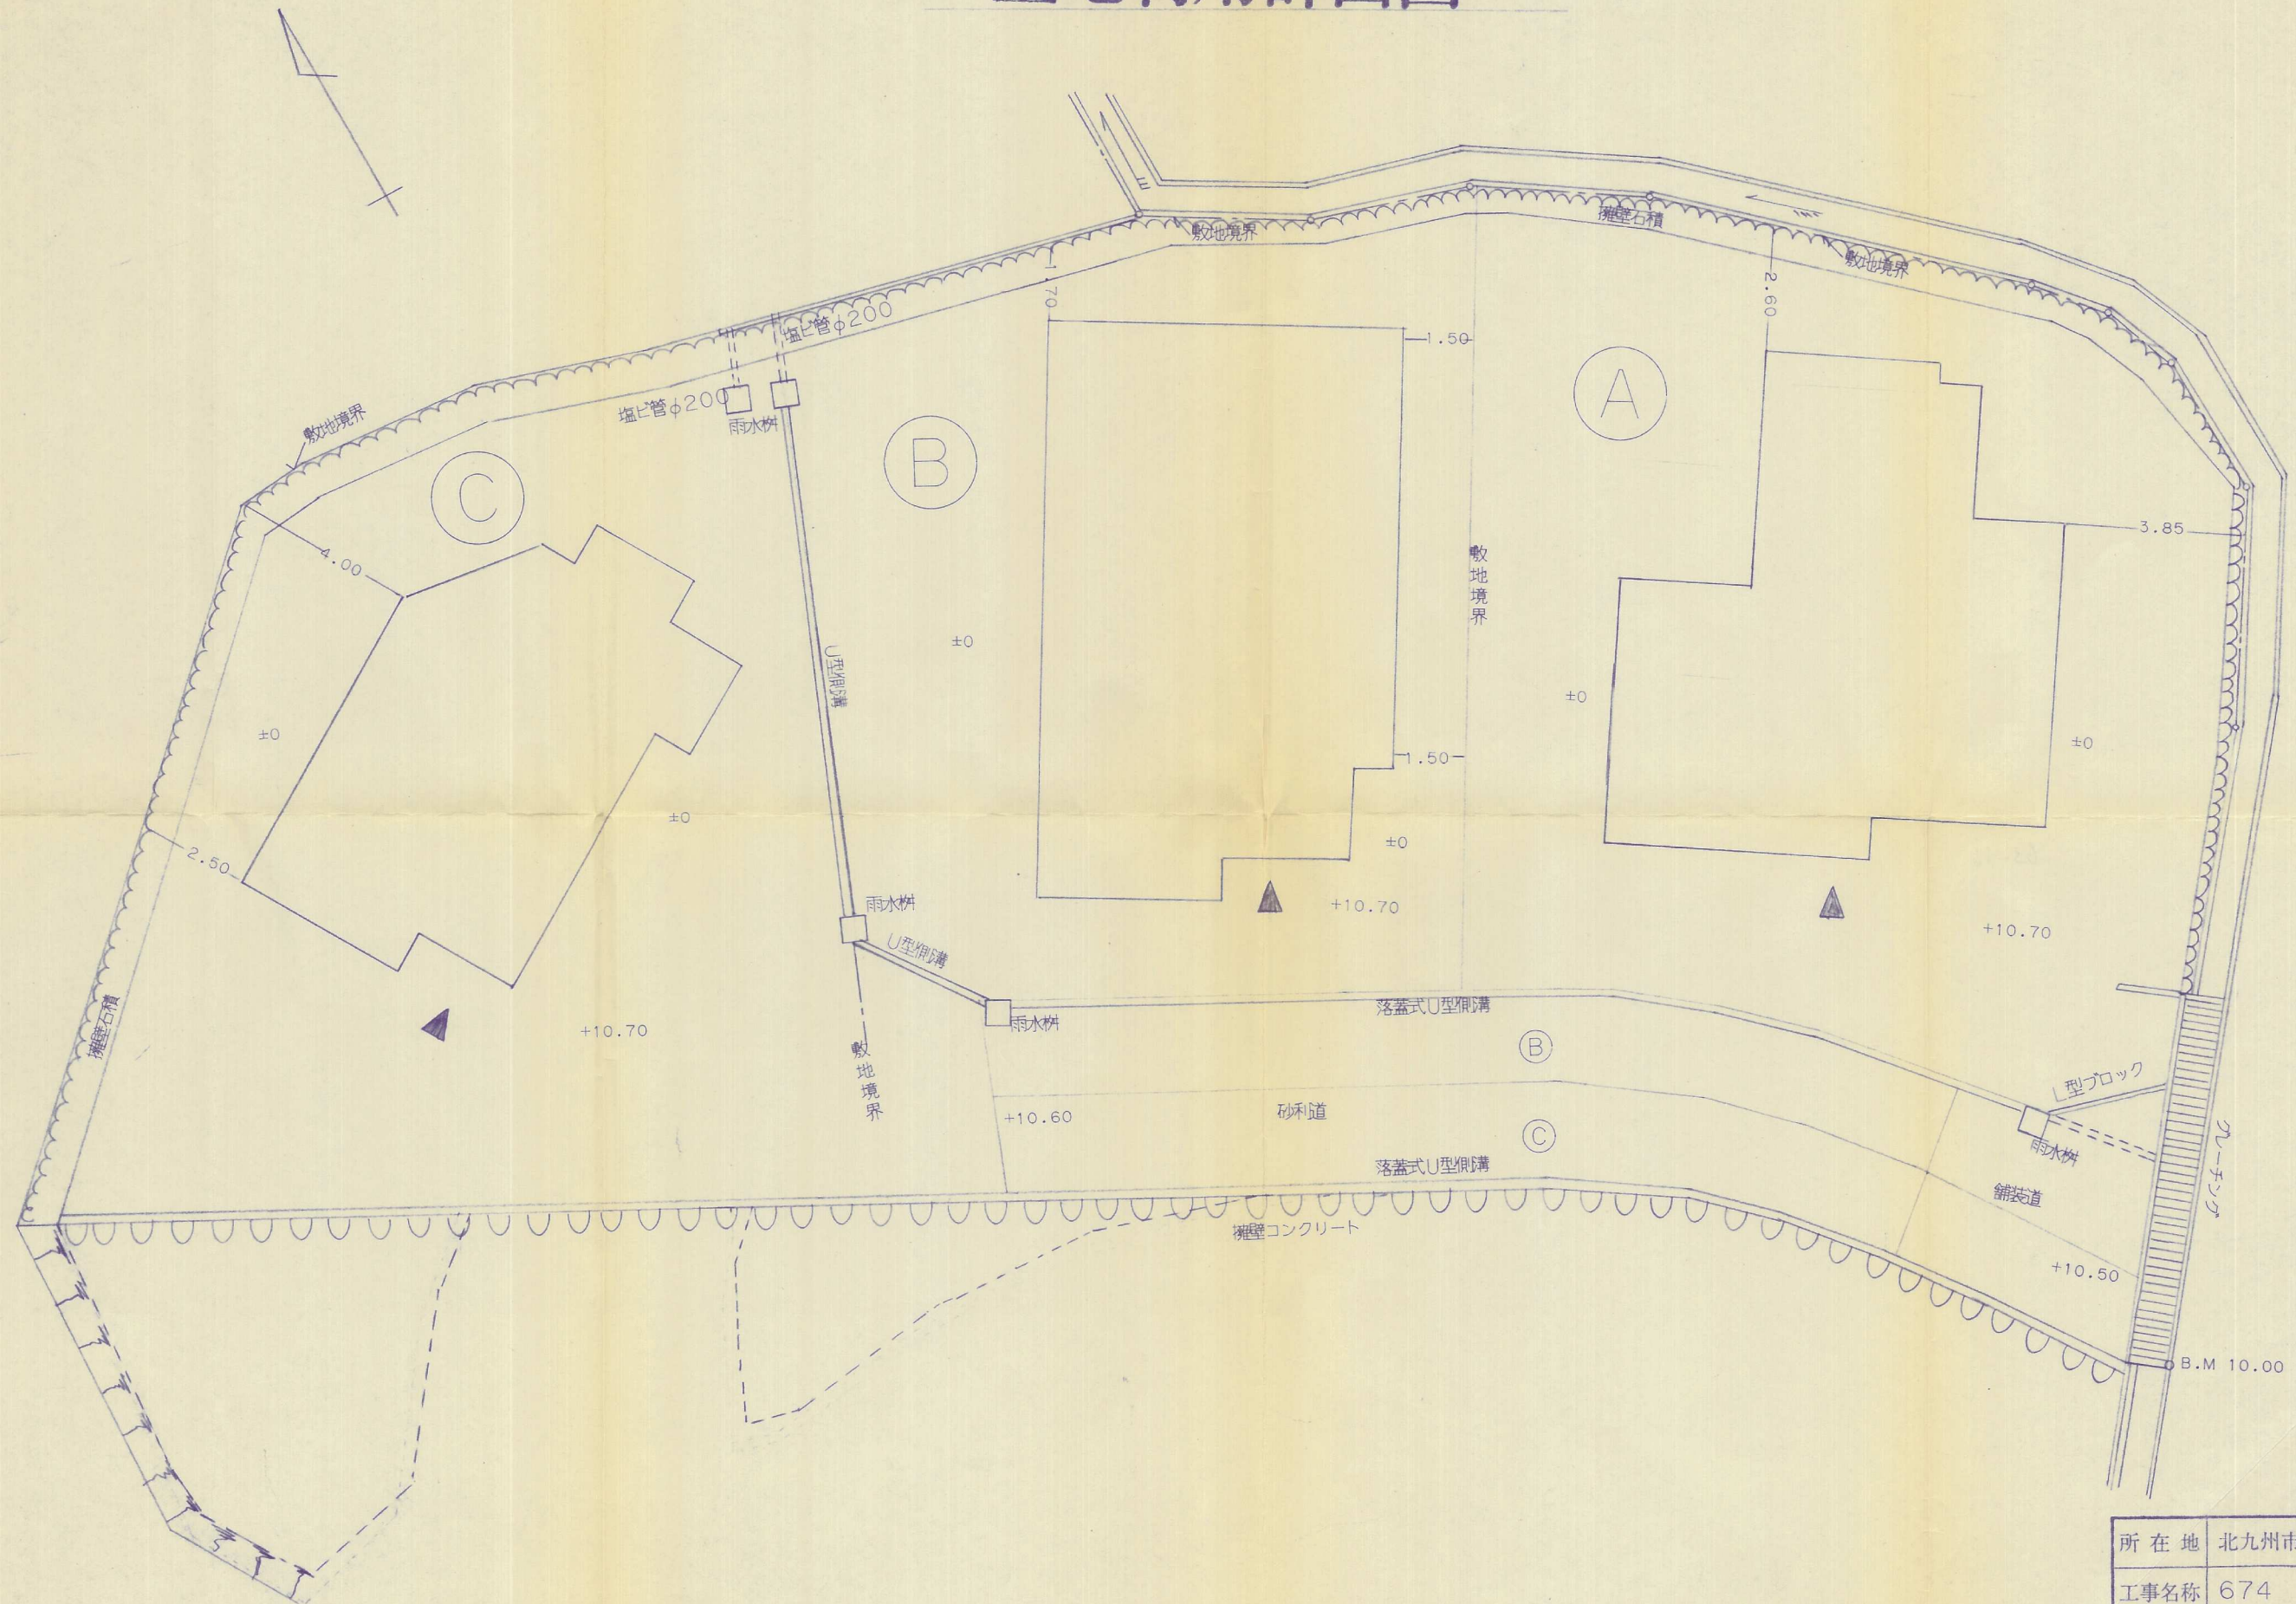 敷地境界
擁壁石積
敷地境界
1.70
2.60
塩ビ管φ200
1.50
A
塩ビ管φ200
雨水桝
敷地境界
B
C
3.85
4.00
敷地境界
±0
U型側溝
±0
±0
±0
±0
1.50
±0
±0
2.50
雨水桝
+10.70
+10.70
U型側溝
擁壁石積
落蓋式U型側溝
雨水桝
+10.70
敷地境界
B
L型ブロック
+10.60
砂利道
C
雨水桝
グレーチング
落蓋式U型側溝
舗装道
擁壁コンクリート
+10.50
B.M 10.00
所在地 北九州市
工事名称 674